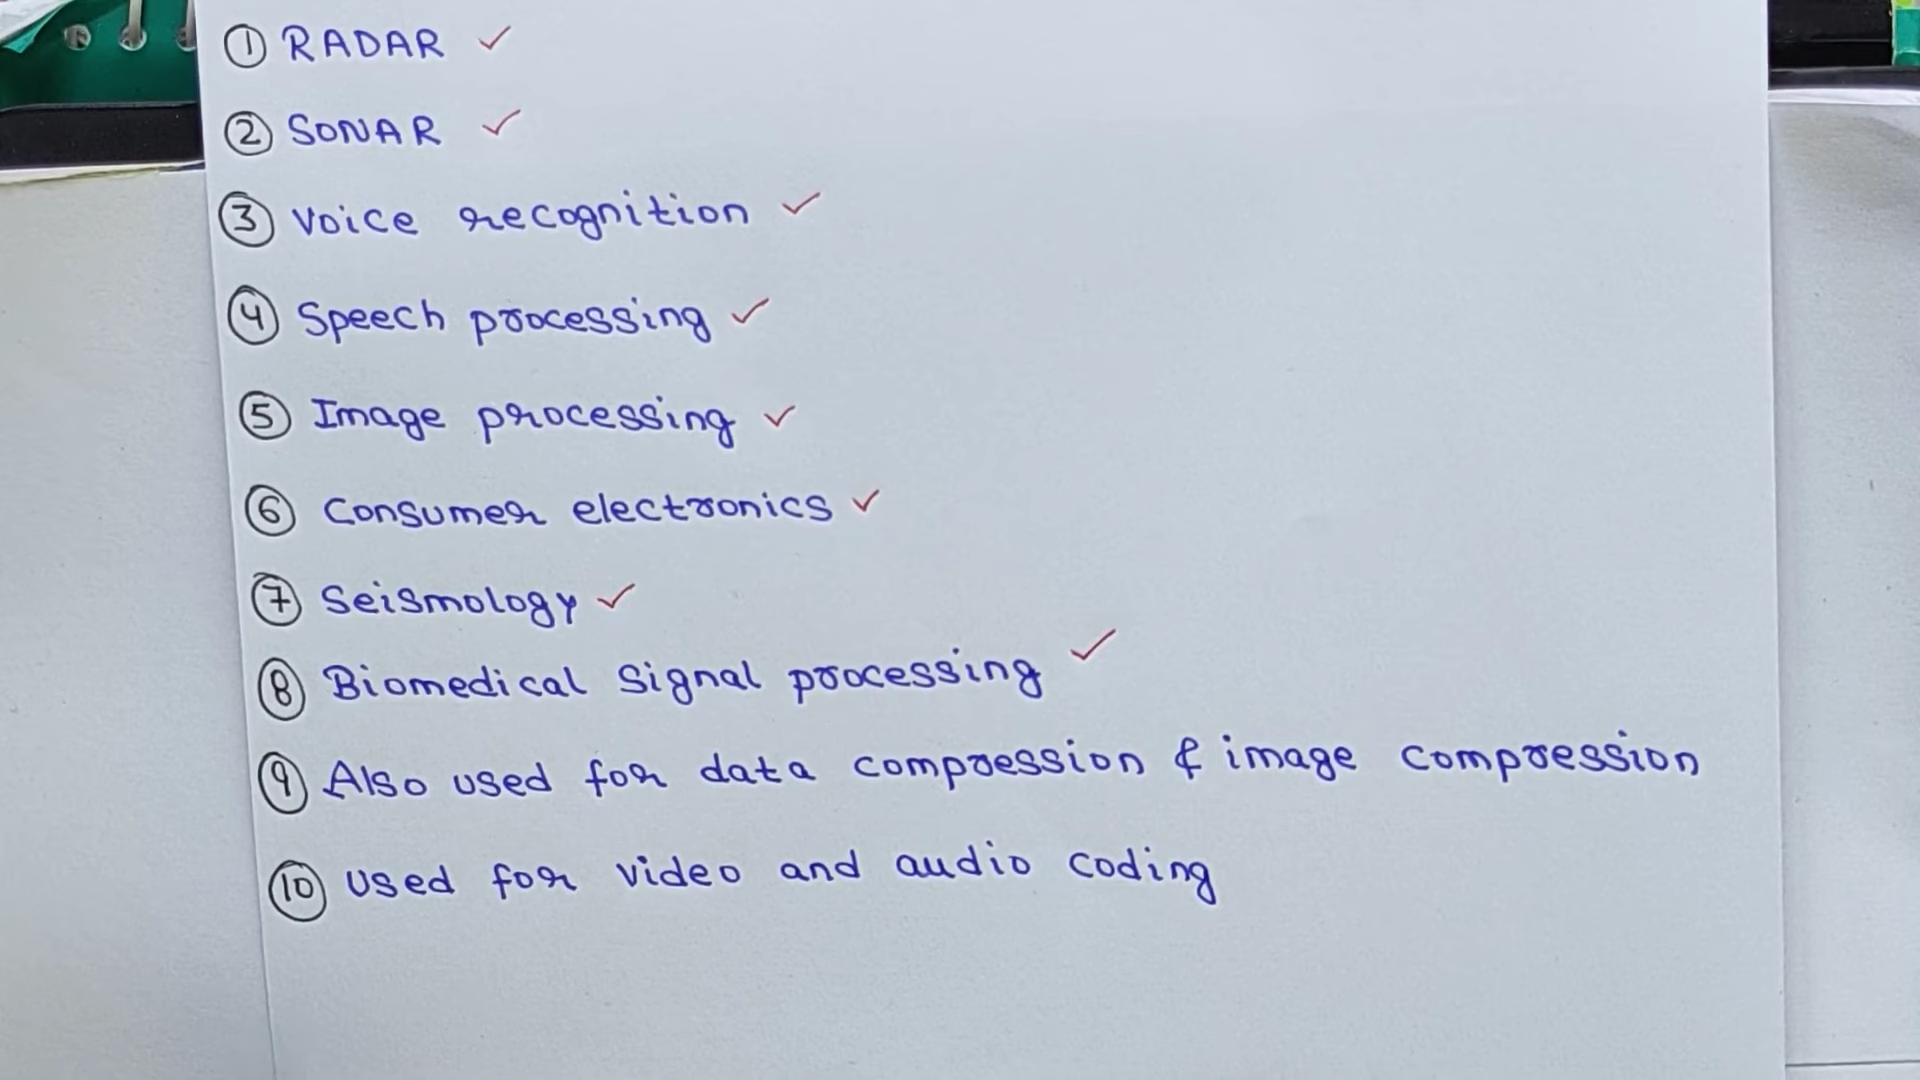 ① RADAR ✓
② SONAR ✓
③ Voice recognition ✓
④ Speech processing ✓
⑤ Image processing ✓
⑥ Consumer electronics ✓
⑦ Seismology ✓
⑧ Biomedical Signal processing ✓
⑨ Also used for data compression & image compression
⑩ Used for video and audio coding